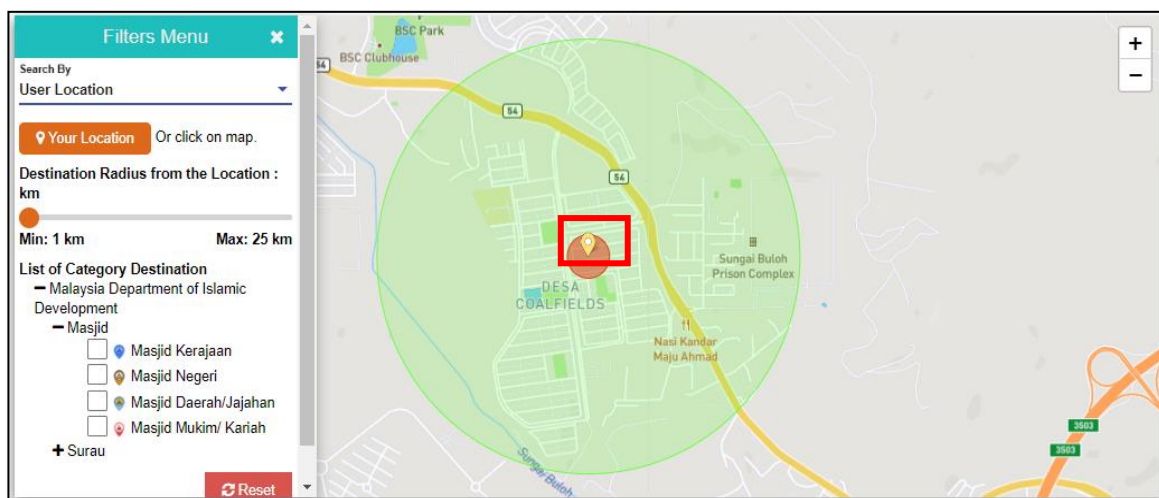 Filters Menu ×
Search By
User Location
Your Location Or click on map.
Destination Radius from the Location :
km
Min: 1 km Max: 25 km
List of Category Destination
− Malaysia Department of Islamic
Development
− Masjid
Masjid Kerajaan
Masjid Negeri
Masjid Daerah/Jajahan
Masjid Mukim/ Kariah
+ Surau
Reset
BSC Park
BSC Clubhouse
54
54
54
Sungai Buloh
Prison Complex
DESA
COALFIELDS
Nasi Kandar
Maju Ahmad
Sungai Buloh
3503
3503
+
−